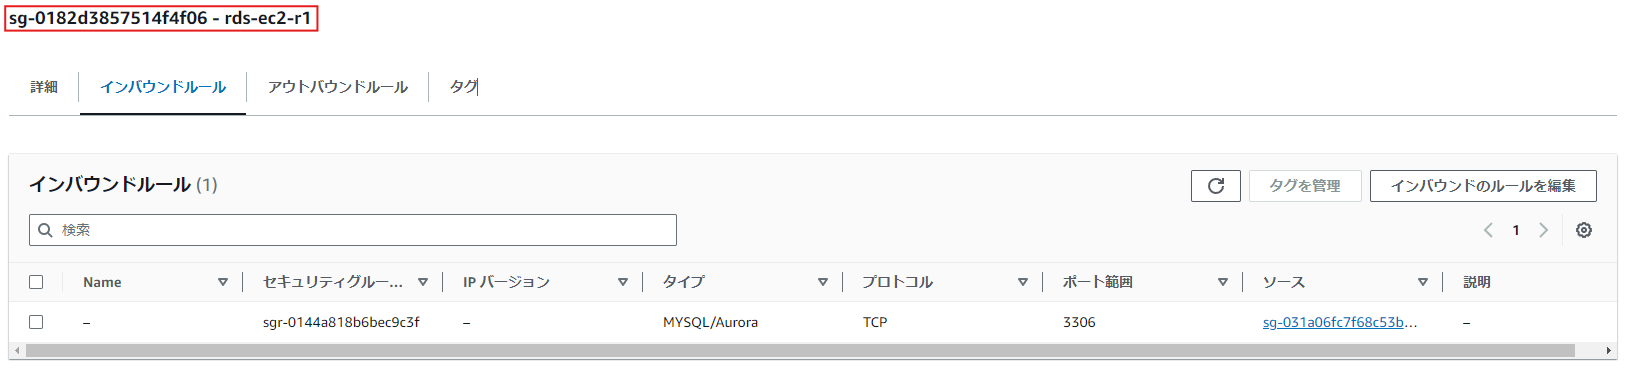 sg-0182d3857514f4f06 - rds-ec2-r1
詳細 インバウンドルール アウトバウンドルール タグ
インバウンドルール (1) タグを管理 インバウンドのルールを編集
検索 1
Name セキュリティグルー... IP バージョン タイプ プロトコル ポート範囲 ソース 説明
– sgr-0144a818b6bec9c3f – MYSQL/Aurora TCP 3306 sg-031a06fc7f68c53b... –